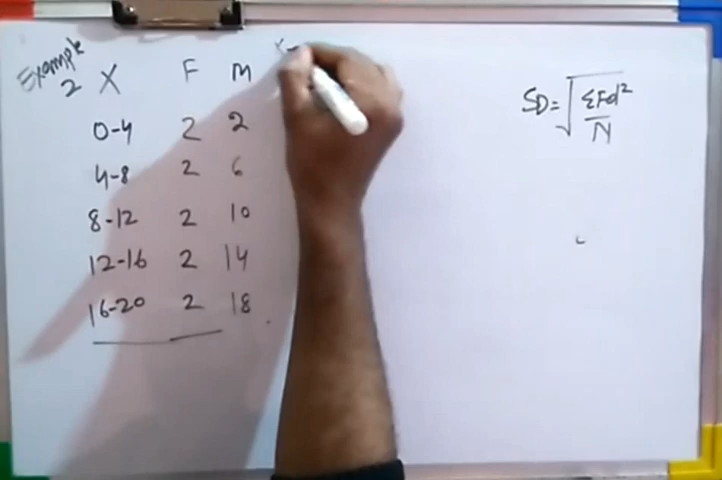 Example 2 X F M X-
0-4 2 2
4-8 2 6
8-12 2 10
12-16 2 14
16-20 2 18
SD = √ΣFd²/N